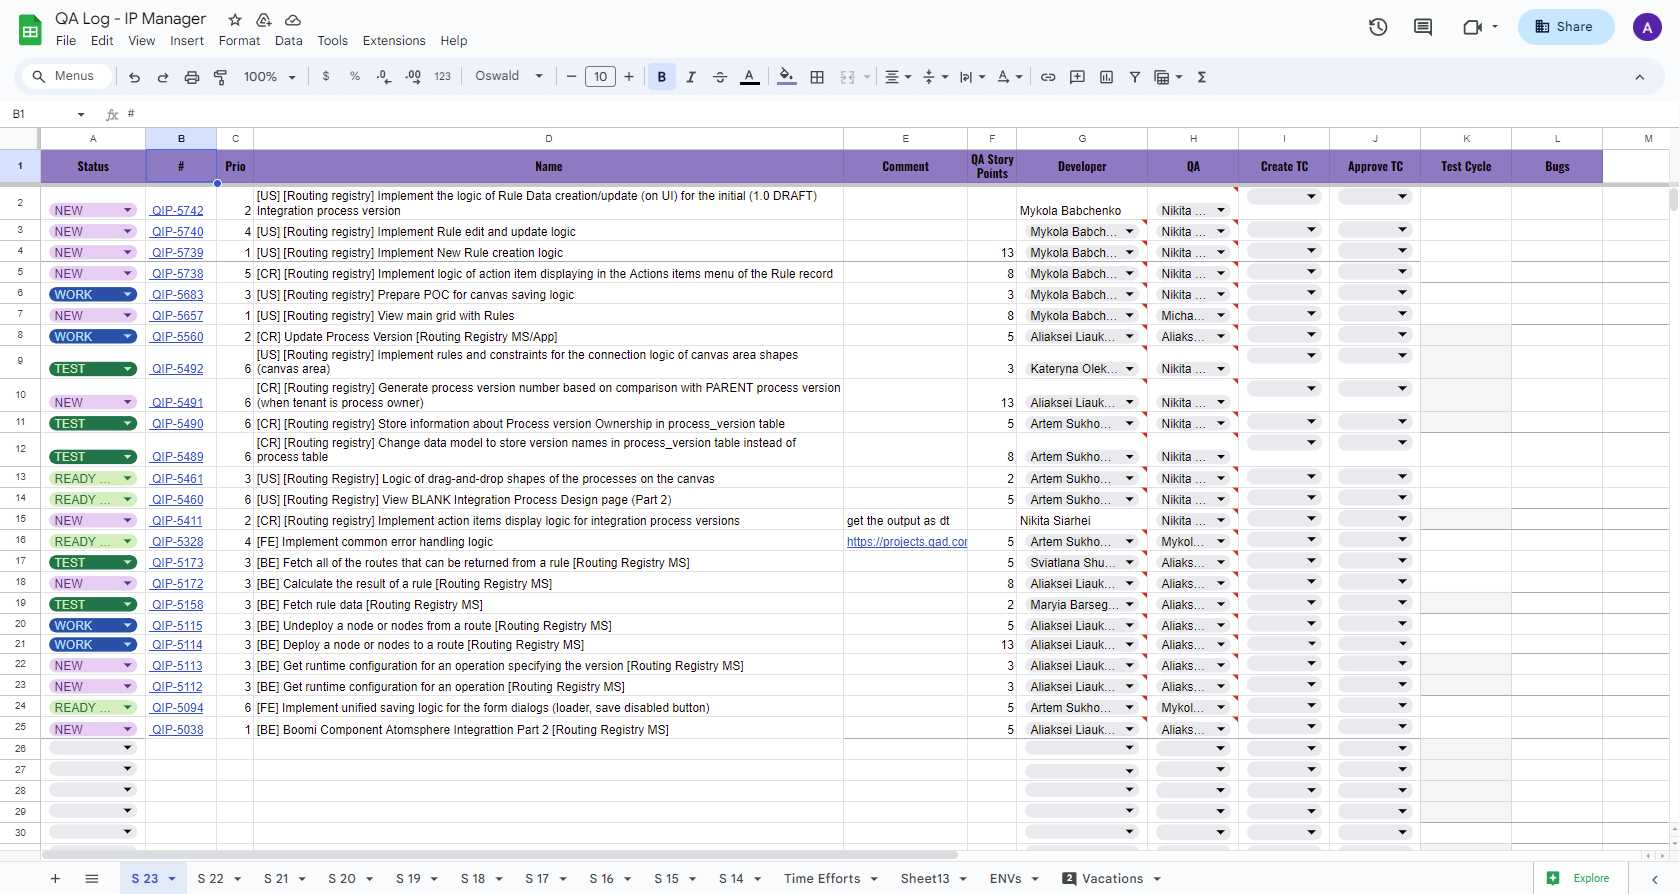 QA Log - IP Manager
File Edit View Insert Format Data Tools Extensions Help
Share
A
Menus 100% $ % .0 .00 123 Oswald 10 B I A
B1 fx #
A B C D E F G H I J K L M
1 Status # Prio Name Comment QA Story Points Developer QA Create TC Approve TC Test Cycle Bugs
2 NEW QIP-5742 2 [US] [Routing registry] Implement the logic of Rule Data creation/update (on UI) for the initial (1.0 DRAFT)
Integration process version Mykola Babchenko Nikita ...
3 NEW QIP-5740 4 [US] [Routing registry] Implement Rule edit and update logic Mykola Babch... Nikita ...
4 NEW QIP-5739 1 [US] [Routing registry] Implement New Rule creation logic 13 Mykola Babch... Nikita ...
5 NEW QIP-5738 5 [CR] [Routing registry] Implement logic of action item displaying in the Actions items menu of the Rule record 8 Mykola Babch... Nikita ...
6 WORK QIP-5683 3 [US] [Routing registry] Prepare POC for canvas saving logic 3 Mykola Babch... Nikita ...
7 NEW QIP-5657 1 [US] [Routing registry] View main grid with Rules 8 Mykola Babch... Micha...
8 WORK QIP-5560 2 [CR] Update Process Version [Routing Registry MS/App] 5 Aliaksei Liauk... Aliaks...
9 TEST QIP-5492 6 [US] [Routing registry] Implement rules and constraints for the connection logic of canvas area shapes
(canvas area) 3 Kateryna Olek... Nikita ...
10 NEW QIP-5491 6 [CR] [Routing registry] Generate process version number based on comparison with PARENT process version
(when tenant is process owner) 13 Aliaksei Liauk... Nikita ...
11 TEST QIP-5490 6 [CR] [Routing registry] Store information about Process version Ownership in process_version table 5 Artem Sukho... Nikita ...
12 TEST QIP-5489 6 [CR] [Routing registry] Change data model to store version names in process_version table instead of
process table 8 Artem Sukho... Nikita ...
13 READY ... QIP-5461 3 [US] [Routing Registry] Logic of drag-and-drop shapes of the processes on the canvas 2 Artem Sukho... Nikita ...
14 READY ... QIP-5460 6 [US] [Routing Registry] View BLANK Integration Process Design page (Part 2) 5 Artem Sukho... Nikita ...
15 NEW QIP-5411 2 [CR] [Routing registry] Implement action items display logic for integration process versions get the output as dt Nikita Siarhei Nikita ...
16 READY ... QIP-5328 4 [FE] Implement common error handling logic https://projects.qad.cor 5 Artem Sukho... Mykol...
17 TEST QIP-5173 3 [BE] Fetch all of the routes that can be returned from a rule [Routing Registry MS] 5 Sviatlana Shu... Aliaks...
18 NEW QIP-5172 3 [BE] Calculate the result of a rule [Routing Registry MS] 8 Aliaksei Liauk... Aliaks...
19 TEST QIP-5158 3 [BE] Fetch rule data [Routing Registry MS] 2 Maryia Barseg... Aliaks...
20 WORK QIP-5115 3 [BE] Undeploy a node or nodes from a route [Routing Registry MS] 5 Aliaksei Liauk... Aliaks...
21 WORK QIP-5114 3 [BE] Deploy a node or nodes to a route [Routing Registry MS] 13 Aliaksei Liauk... Aliaks...
22 NEW QIP-5113 3 [BE] Get runtime configuration for an operation specifying the version [Routing Registry MS] 3 Aliaksei Liauk... Aliaks...
23 NEW QIP-5112 3 [BE] Get runtime configuration for an operation [Routing Registry MS] 3 Aliaksei Liauk... Aliaks...
24 READY ... QIP-5094 6 [FE] Implement unified saving logic for the form dialogs (loader, save disabled button) 5 Artem Sukho... Mykol...
25 NEW QIP-5038 1 [BE] Boomi Component Atomsphere Integrattion Part 2 [Routing Registry MS] 5 Aliaksei Liauk... Aliaks...
26
27
28
29
30
S 23 S 22 S 21 S 20 S 19 S 18 S 17 S 16 S 15 S 14 Time Efforts Sheet13 ENVs 2 Vacations Explore